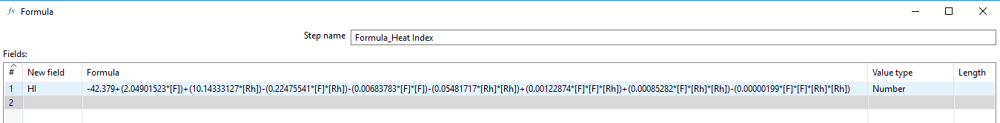 fx Formula
Step name Formula_Heat Index
Fields:
# New field Formula Value type Length
1 HI -42.379+(2.04901523*[F])+(10.14333127*[Rh])-(0.22475541*[F]*[Rh])-(0.00683783*[F]*[F])-(0.05481717*[Rh]*[Rh])+(0.00122874*[F]*[F]*[Rh])+(0.00085282*[F]*[Rh]*[Rh])-(0.00000199*[F]*[F]*[Rh]*[Rh]) Number
2